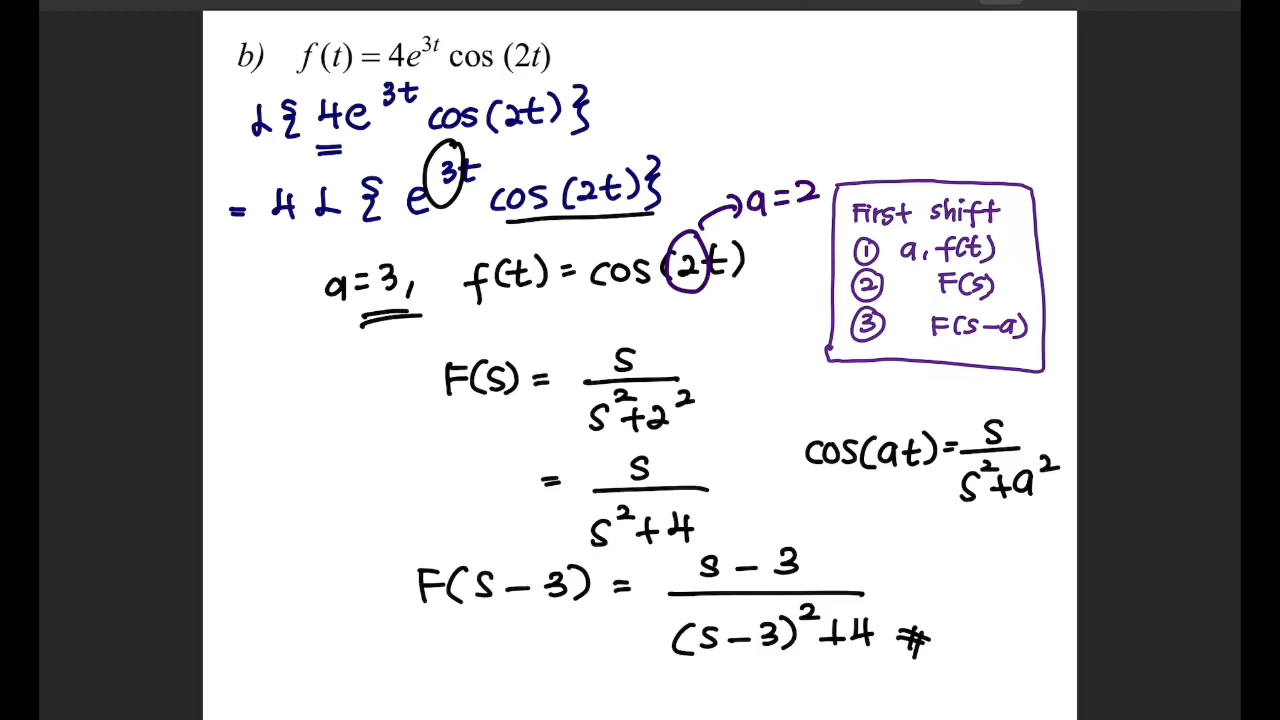 b) f(t) = 4e^{3t} cos (2t)
ℒ{4e^{3t} cos(2t)}
= 4 ℒ{e^{3t} cos(2t)}
a=2
a=3, f(t) = cos(2t)
First shift
① a, f(t)
② F(s)
③ F(s-a)
F(s) = s/(s²+2²)
= s/(s²+4)
cos(at) = s/(s²+a²)
F(s-3) = (s-3)/((s-3)²+4) #